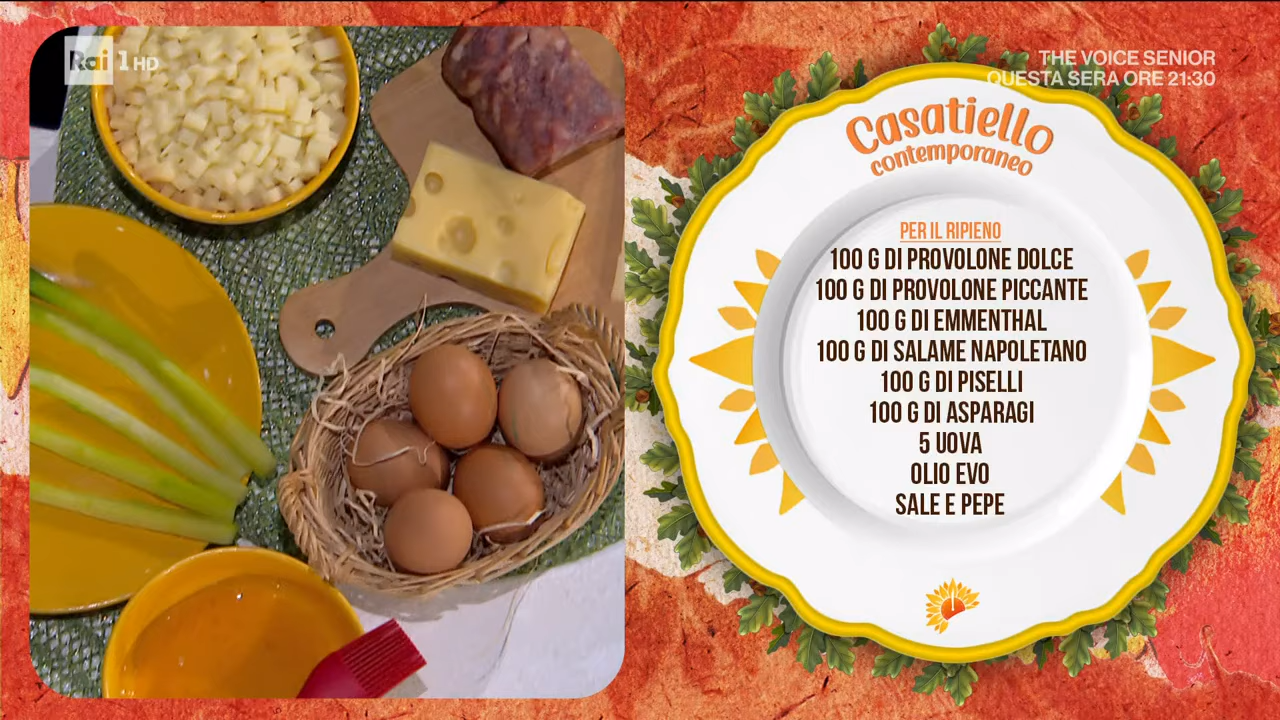 Rai 1 HD
THE VOICE SENIOR
QUESTA SERA ORE 21:30
Casatiello
contemporaneo
PER IL RIPIENO
100 G DI PROVOLONE DOLCE
100 G DI PROVOLONE PICCANTE
100 G DI EMMENTHAL
100 G DI SALAME NAPOLETANO
100 G DI PISELLI
100 G DI ASPARAGI
5 UOVA
OLIO EVO
SALE E PEPE